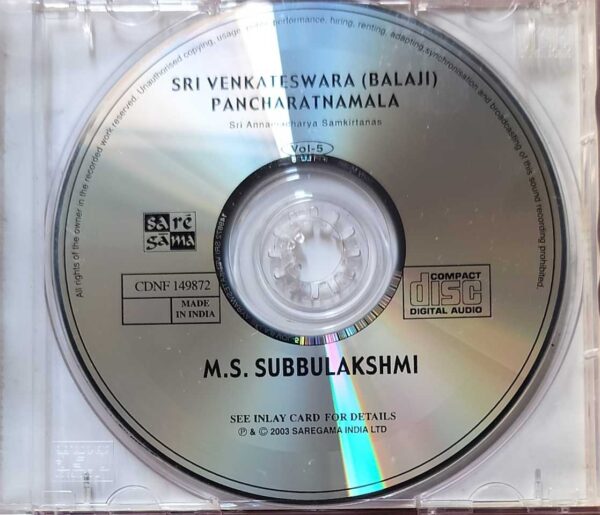 All rights of the owner in the recorded work reserved. Unauthorised copying, usage, public performance, hiring, renting, adapting, synchronisation and broadcasting of this sound recording prohibited.
SRI VENKATESWARA (BALAJI)
PANCHARATNAMALA
Sri Annamacharya Samkirtanas
Vol-5
sa re
ga ma
CDNF 149872
MADE
IN INDIA
COMPACT
disc
DIGITAL AUDIO
M.S. SUBBULAKSHMI
SEE INLAY CARD FOR DETAILS
℗ & © 2003 SAREGAMA INDIA LTD